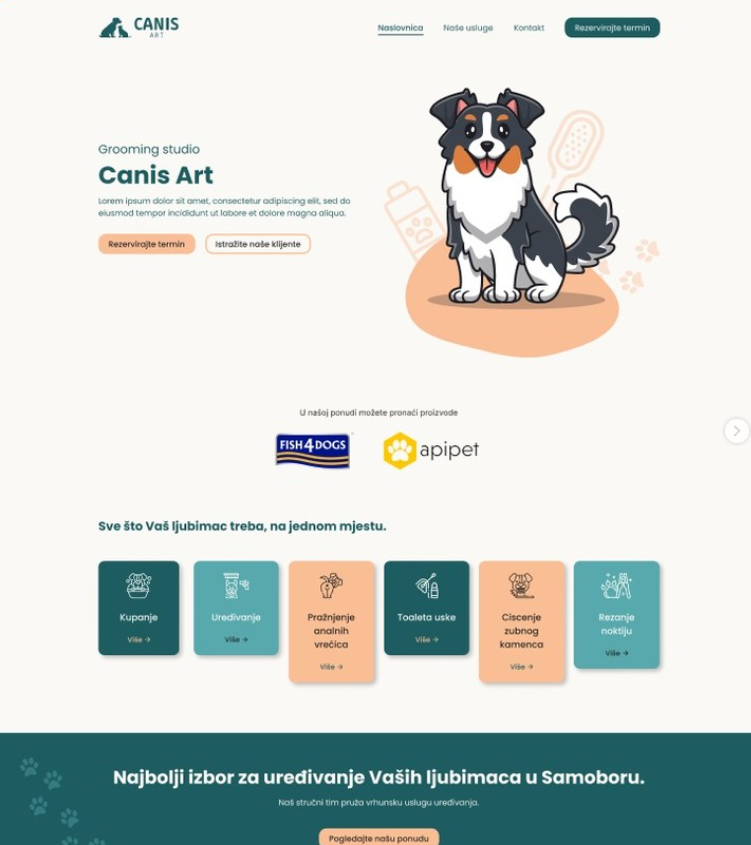 CANIS
ART
Naslovnica
Naše usluge
Kontakt
Rezervirajte termin
Grooming studio
Canis Art
Lorem ipsum dolor sit amet, consectetur adipiscing elit, sed do
eiusmod tempor incididunt ut labore et dolore magna aliqua.
Rezervirajte termin
Istražite naše klijente
U našoj ponudi možete pronaći proizvode
FISH4DOGS
apipet
Sve što Vaš ljubimac treba, na jednom mjestu.
Kupanje
Više →
Uređivanje
Više →
Pražnjenje
analnih
vrećica
Više →
Toaleta uske
Više →
Ciscenje
zubnog
kamenca
Više →
Rezanje
noktiju
Više →
Najbolji izbor za uređivanje Vaših ljubimaca u Samoboru.
Naš stručni tim pruža vrhunsku uslugu uređivanja.
Pogledajte našu ponudu